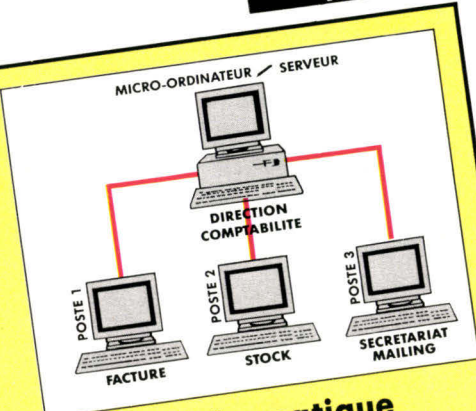 MICRO-ORDINATEUR / SERVEUR
DIRECTION
COMPTABILITE
POSTE 1
FACTURE
POSTE 2
STOCK
POSTE 3
SECRETARIAT
MAILING